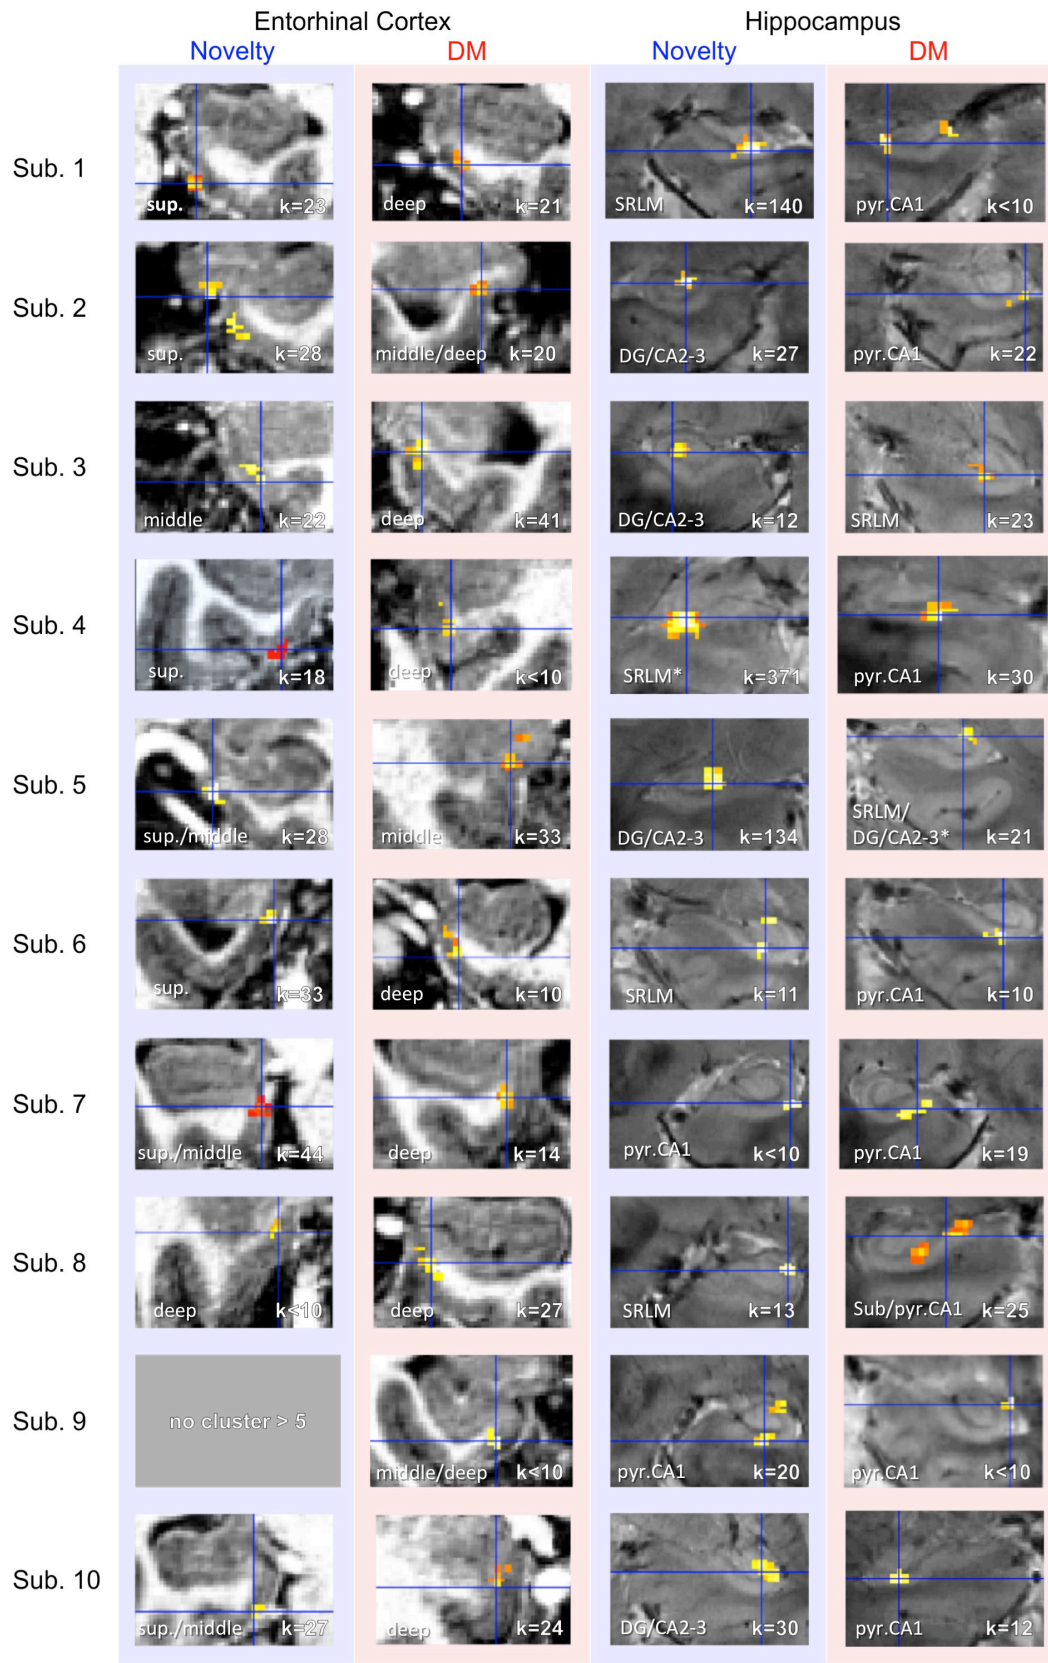 Entorhinal Cortex Hippocampus
Novelty DM Novelty DM
Sub. 1
sup. k=23
deep k=21
SRLM k=140
pyr.CA1 k<10
Sub. 2
sup. k=28
middle/deep k=20
DG/CA2-3 k=27
pyr.CA1 k=22
Sub. 3
middle k=22
deep k=41
DG/CA2-3 k=12
SRLM k=23
Sub. 4
sup. k=18
deep k<10
SRLM* k=371
pyr.CA1 k=30
Sub. 5
sup./middle k=28
middle k=33
DG/CA2-3 k=134
SRLM/
DG/CA2-3* k=21
Sub. 6
sup. k=33
deep k=10
SRLM k=11
pyr.CA1 k=10
Sub. 7
sup./middle k=44
deep k=14
pyr.CA1 k<10
pyr.CA1 k=19
Sub. 8
deep k<10
deep k=27
SRLM k=13
Sub/pyr.CA1 k=25
Sub. 9
no cluster > 5
middle/deep k<10
pyr.CA1 k=20
pyr.CA1 k<10
Sub. 10
sup./middle k=27
deep k=24
DG/CA2-3 k=30
pyr.CA1 k=12